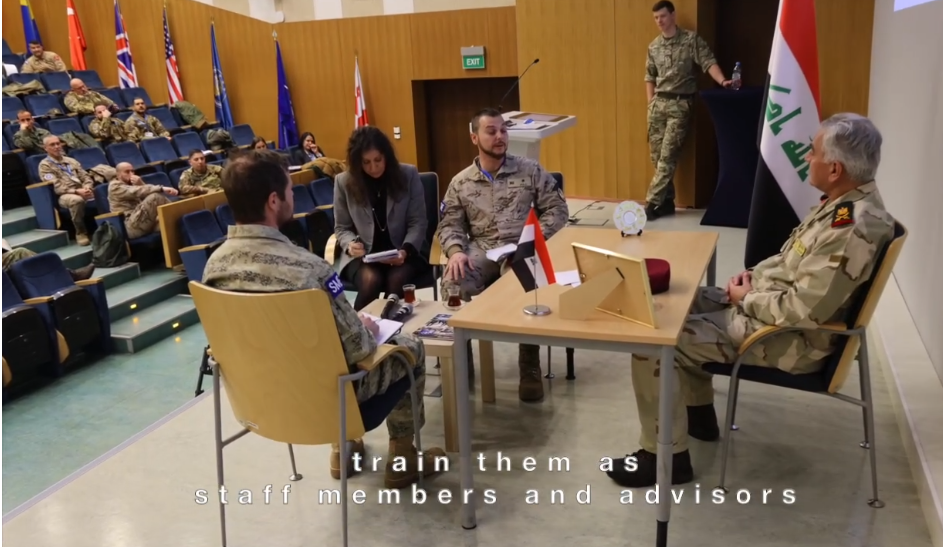 EXIT
train them as
staff members and advisors